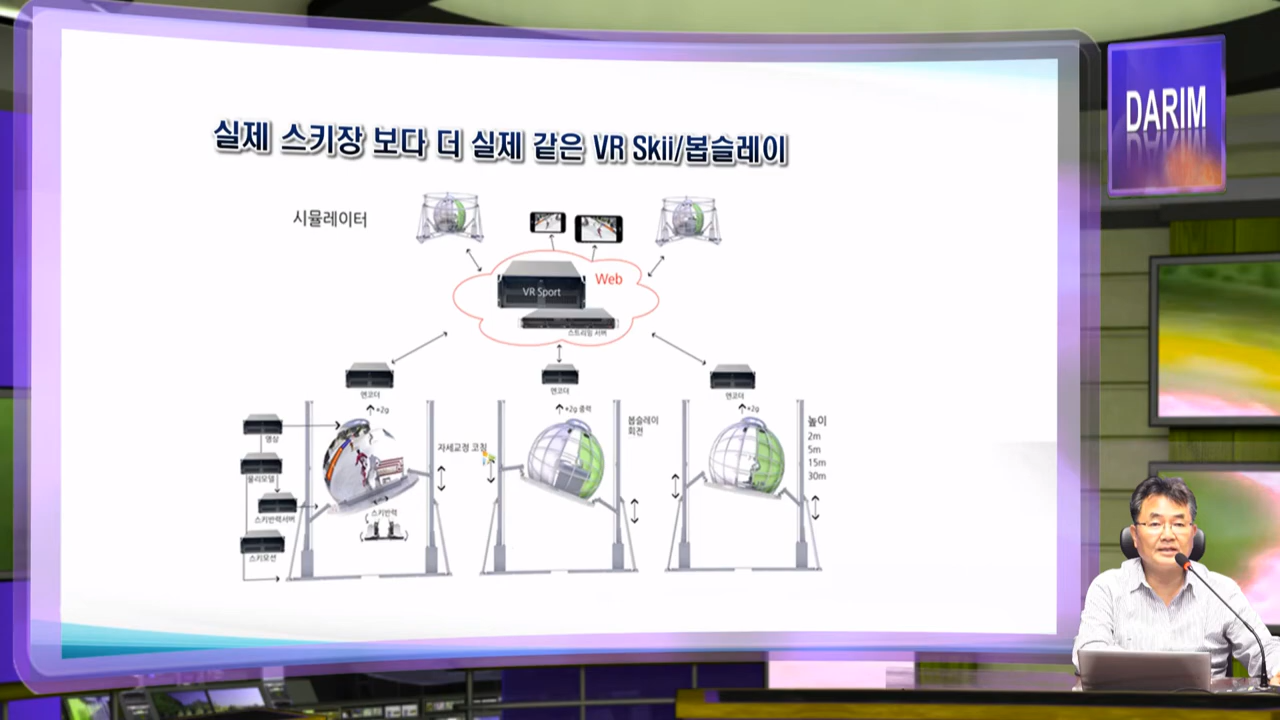 DARIM
실제 스키장 보다 더 실제 같은 VR Skii/봅슬레이
시뮬레이터
Web
VR Sport
스트리밍 서버
엔코더
엔코더
엔코더
+2g
+2g 중력
+2g
영상
자세교정 코칭
봅슬레이
회전
높이
2m
5m
15m
30m
물리모델
스키반력서버
스키반력
스키모션